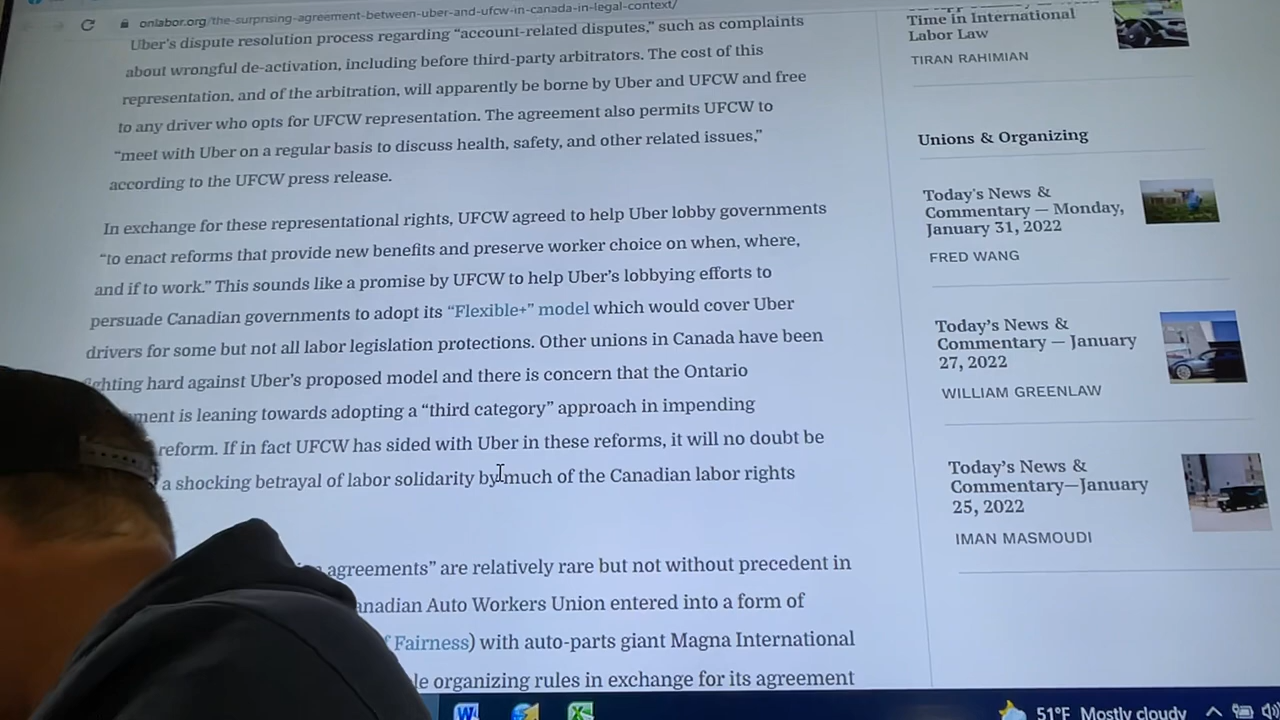 onlabor.org/the-surprising-agreement-between-uber-and-ufcw-in-canada-in-legal-context/
Uber's dispute resolution process regarding “account-related disputes,” such as complaints
about wrongful de-activation, including before third-party arbitrators. The cost of this
representation, and of the arbitration, will apparently be borne by Uber and UFCW and free
to any driver who opts for UFCW representation. The agreement also permits UFCW to
“meet with Uber on a regular basis to discuss health, safety, and other related issues,”
according to the UFCW press release.
In exchange for these representational rights, UFCW agreed to help Uber lobby governments
“to enact reforms that provide new benefits and preserve worker choice on when, where,
and if to work.” This sounds like a promise by UFCW to help Uber's lobbying efforts to
persuade Canadian governments to adopt its “Flexible+” model which would cover Uber
drivers for some but not all labor legislation protections. Other unions in Canada have been
hard against Uber's proposed model and there is concern that the Ontario
is leaning towards adopting a “third category” approach in impending
reform. If in fact UFCW has sided with Uber in these reforms, it will no doubt be
a shocking betrayal of labor solidarity by much of the Canadian labor rights
agreements” are relatively rare but not without precedent in
Auto Workers Union entered into a form of
Fairness) with auto-parts giant Magna International
organizing rules in exchange for its agreement
Time in International
Labor Law
TIRAN RAHIMIAN
Unions & Organizing
Today's News &
Commentary — Monday,
January 31, 2022
FRED WANG
Today's News &
Commentary — January
27, 2022
WILLIAM GREENLAW
Today's News &
Commentary—January
25, 2022
IMAN MASMOUDI
51°F Mostly cloudy